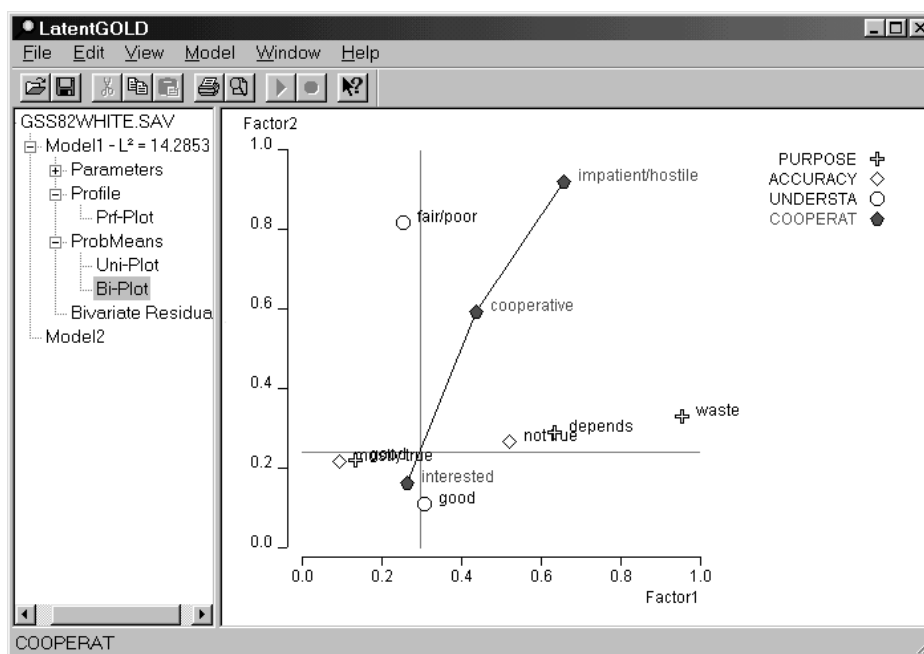 LatentGOLD
File Edit View Model Window Help
GSS82WHITE.SAV
Model1 - L² = 14.2853
Parameters
Profile
Prf-Plot
ProbMeans
Uni-Plot
Bi-Plot
Bivariate Residua
Model2
Factor2
1.0
0.8
0.6
0.4
0.2
0.0
0.0 0.2 0.4 0.6 0.8 1.0
Factor1
impatient/hostile
fair/poor
cooperative
waste
depends
not true
mostly true
good
interested
good
PURPOSE
ACCURACY
UNDERSTA
COOPERAT
COOPERAT